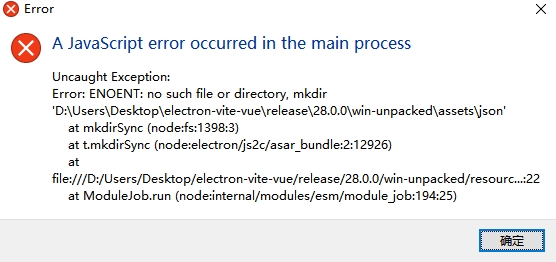 Error
A JavaScript error occurred in the main process
Uncaught Exception:
Error: ENOENT: no such file or directory, mkdir
'D:\Users\Desktop\electron-vite-vue\release\28.0.0\win-unpacked\assets\json'
at mkdirSync (node:fs:1398:3)
at t.mkdirSync (node:electron/js2c/asar_bundle:2:12926)
at
file:///D:/Users/Desktop/electron-vite-vue/release/28.0.0/win-unpacked/resourc...:22
at ModuleJob.run (node:internal/modules/esm/module_job:194:25)
确定